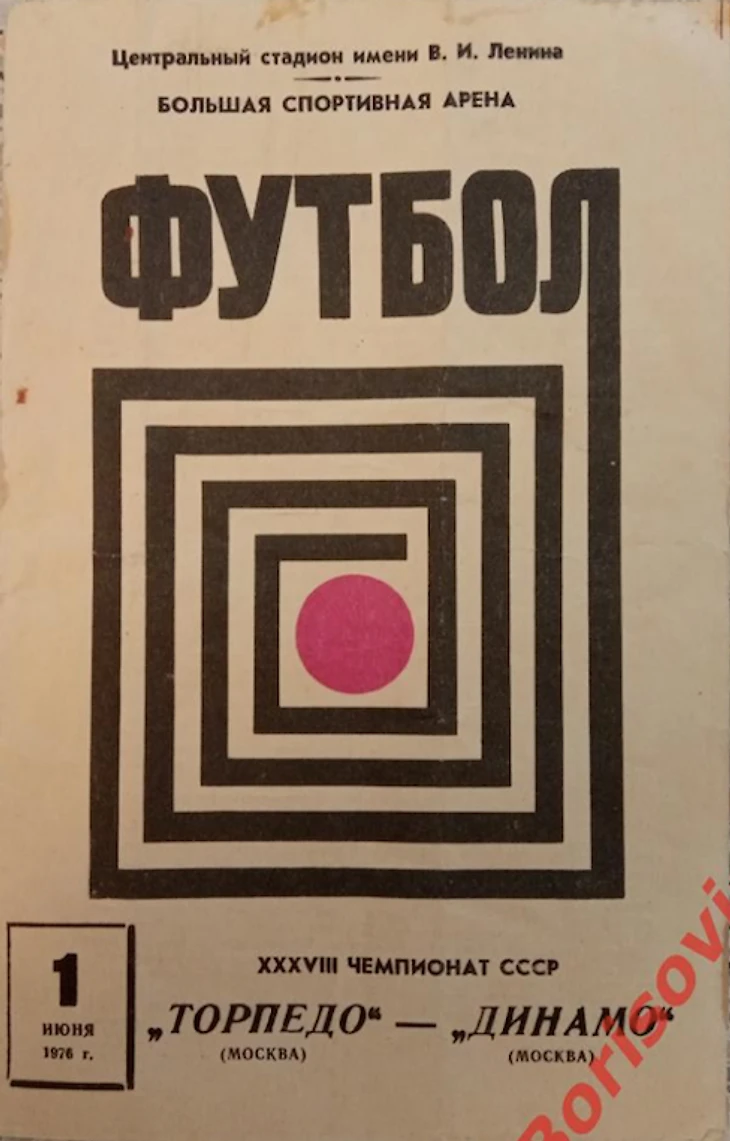 Центральный стадион имени В. И. Ленина
БОЛЬШАЯ СПОРТИВНАЯ АРЕНА
ФУТБОЛ
XXXVIII ЧЕМПИОНАТ СССР
1
ИЮНЯ
1976 г.
„ТОРПЕДО“ — „ДИНАМО“
(МОСКВА) (МОСКВА)
Borisovi